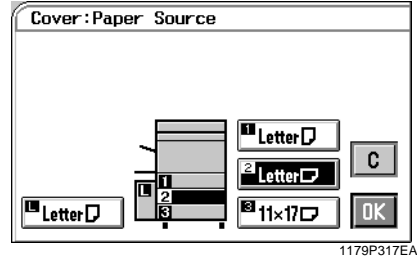 Cover:Paper Source
1 Letter
2 Letter
C
L
1
2
3
L Letter
3 11×17
OK
1179P317EA